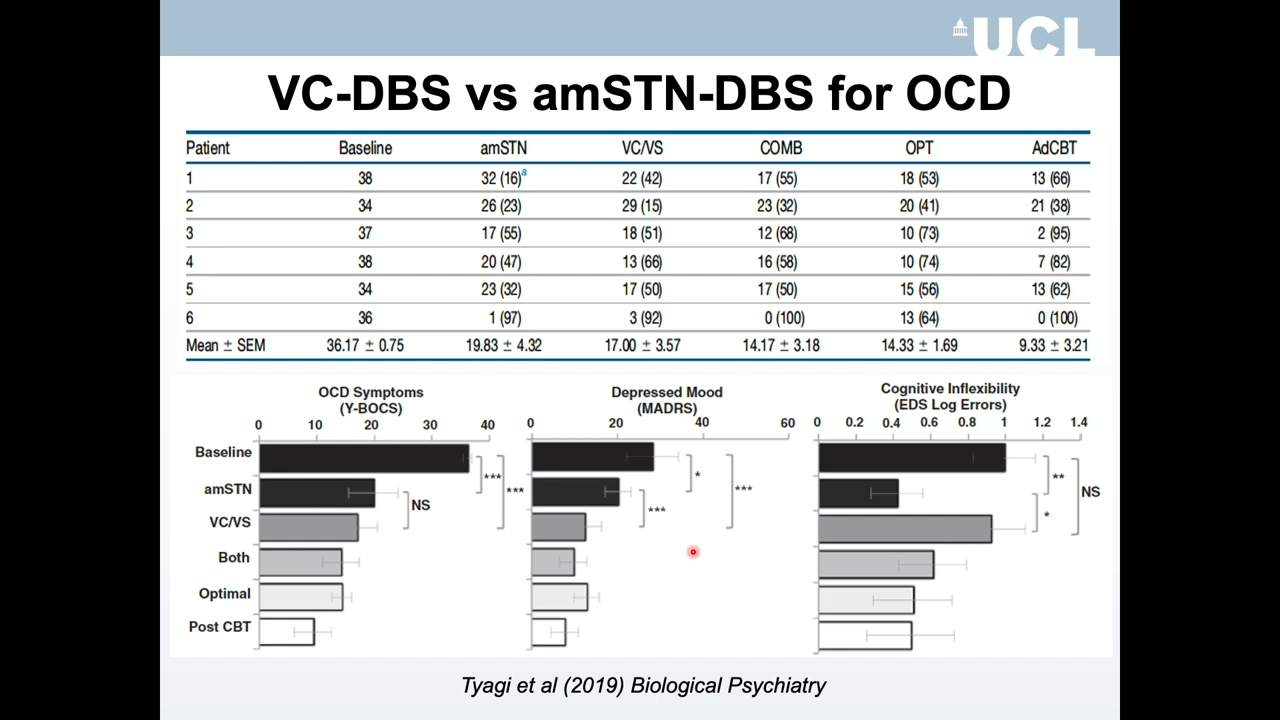 UCL
VC-DBS vs amSTN-DBS for OCD
Patient Baseline amSTN VC/VS COMB OPT AdCBT
1 38 32 (16)a 22 (42) 17 (55) 18 (53) 13 (66)
2 34 26 (23) 29 (15) 23 (32) 20 (41) 21 (38)
3 37 17 (55) 18 (51) 12 (68) 10 (73) 2 (95)
4 38 20 (47) 13 (66) 16 (58) 10 (74) 7 (82)
5 34 23 (32) 17 (50) 17 (50) 15 (56) 13 (62)
6 36 1 (97) 3 (92) 0 (100) 13 (64) 0 (100)
Mean ± SEM 36.17 ± 0.75 19.83 ± 4.32 17.00 ± 3.57 14.17 ± 3.18 14.33 ± 1.69 9.33 ± 3.21
OCD Symptoms
(Y-BOCS)
0 10 20 30 40
Baseline
amSTN
VC/VS
Both
Optimal
Post CBT
***
***
NS
Depressed Mood
(MADRS)
0 20 40 60
*
***
***
Cognitive Inflexibility
(EDS Log Errors)
0 0.2 0.4 0.6 0.8 1 1.2 1.4
**
NS
*
Tyagi et al (2019) Biological Psychiatry